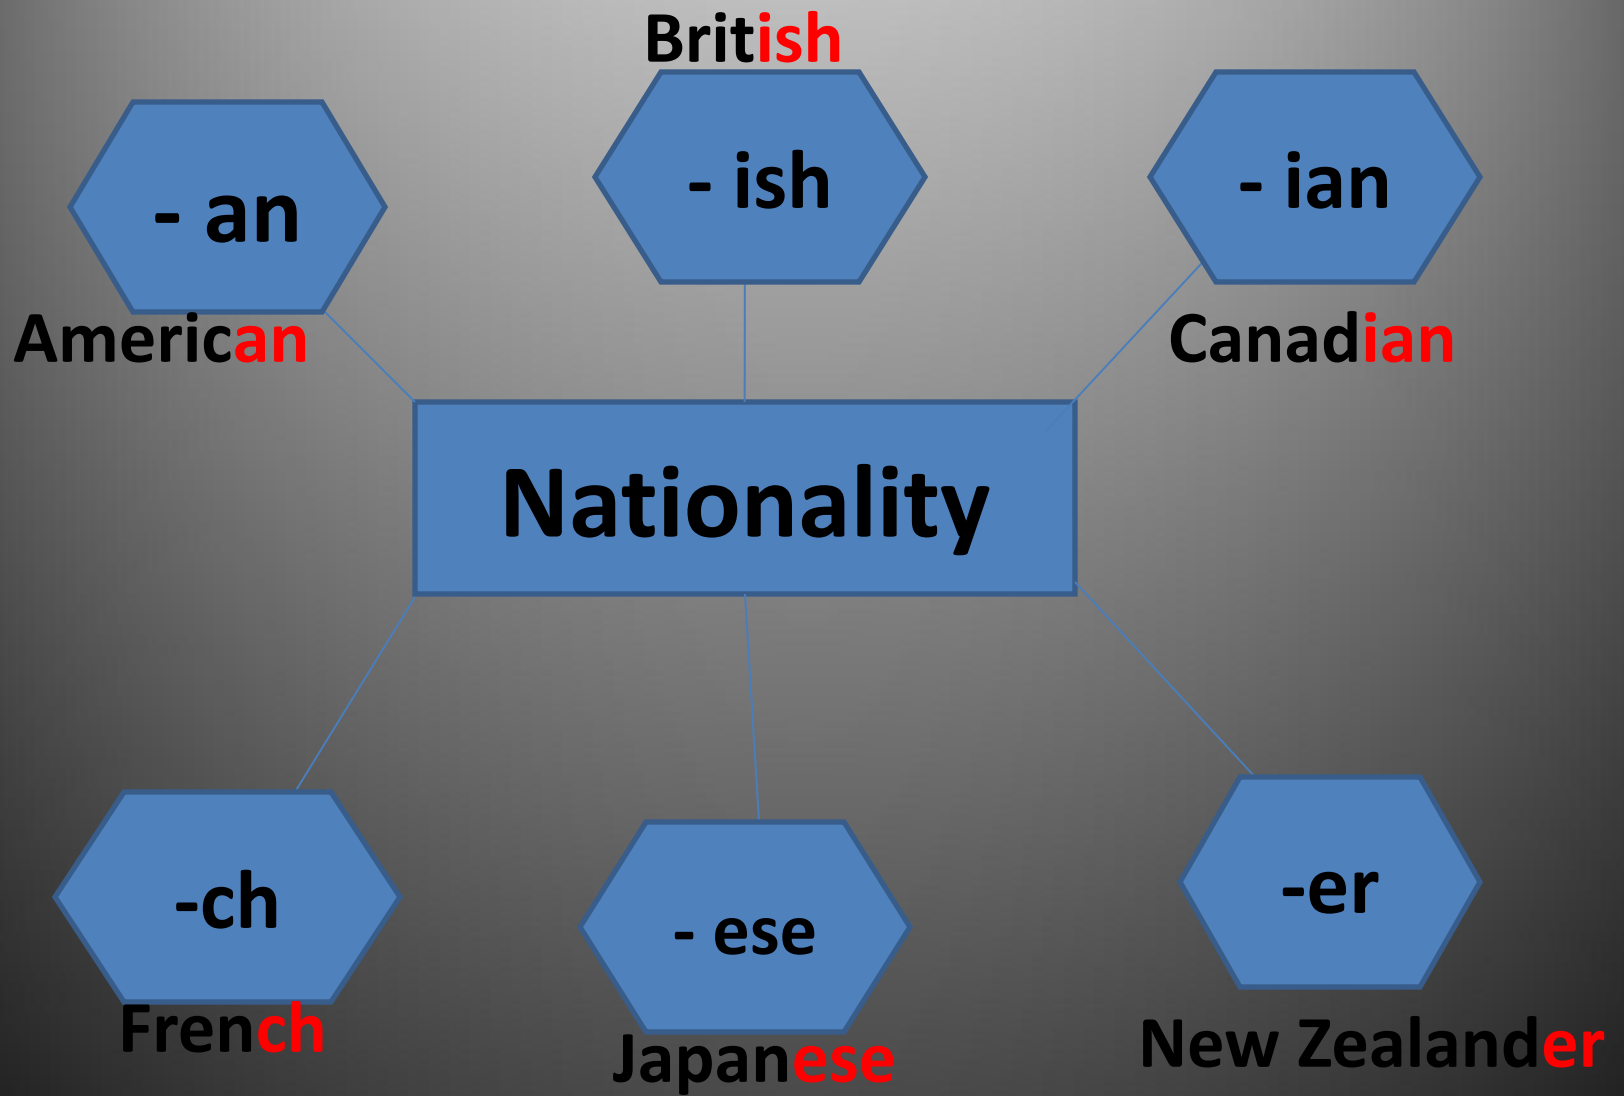 British
- an
- ish
- ian
American
Canadian
Nationality
-ch
- ese
-er
French
Japanese
New Zealander